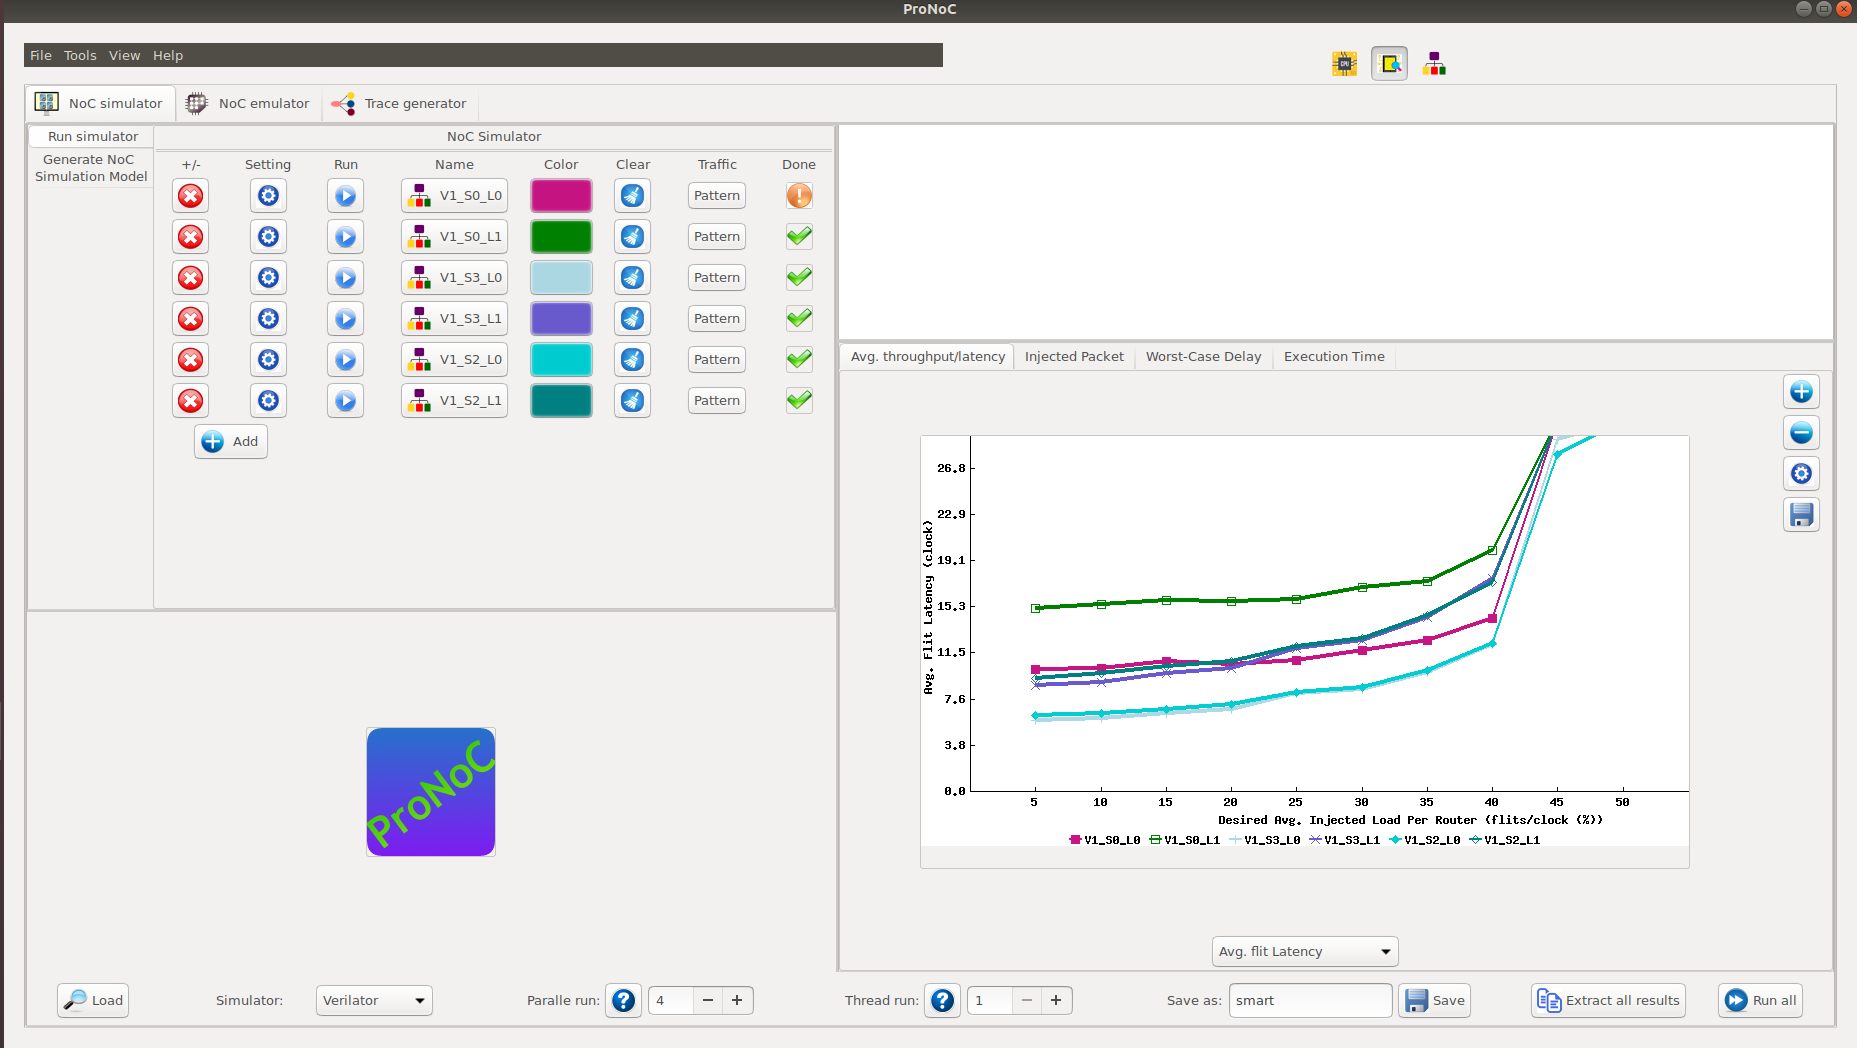 ProNoC
File Tools View Help
CPU
NoC simulator NoC emulator Trace generator
Run simulator
Generate NoC
Simulation Model
NoC Simulator
+/- Setting Run Name Color Clear Traffic Done
V1_S0_L0 Pattern
V1_S0_L1 Pattern
V1_S3_L0 Pattern
V1_S3_L1 Pattern
V1_S2_L0 Pattern
V1_S2_L1 Pattern
Add
ProNoC
Avg. throughput/latency Injected Packet Worst-Case Delay Execution Time
Avg. Flit Latency (clock)
26.8
22.9
19.1
15.3
11.5
7.6
3.8
0.0
5 10 15 20 25 30 35 40 45 50
Desired Avg. Injected Load Per Router (flits/clock (%))
V1_S0_L0 V1_S0_L1 V1_S3_L0 V1_S3_L1 V1_S2_L0 V1_S2_L1
Avg. flit Latency
Load Simulator: Verilator Paralle run: ? 4 − + Thread run: ? 1 − + Save as: smart Save Extract all results Run all